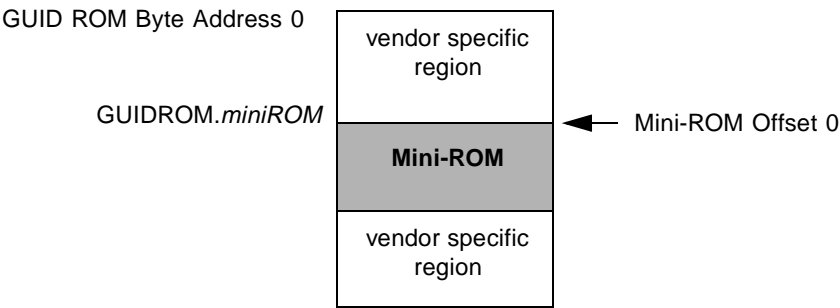 GUID ROM Byte Address 0
vendor specific
region
GUIDROM.miniROM
Mini-ROM Offset 0
Mini-ROM
vendor specific
region